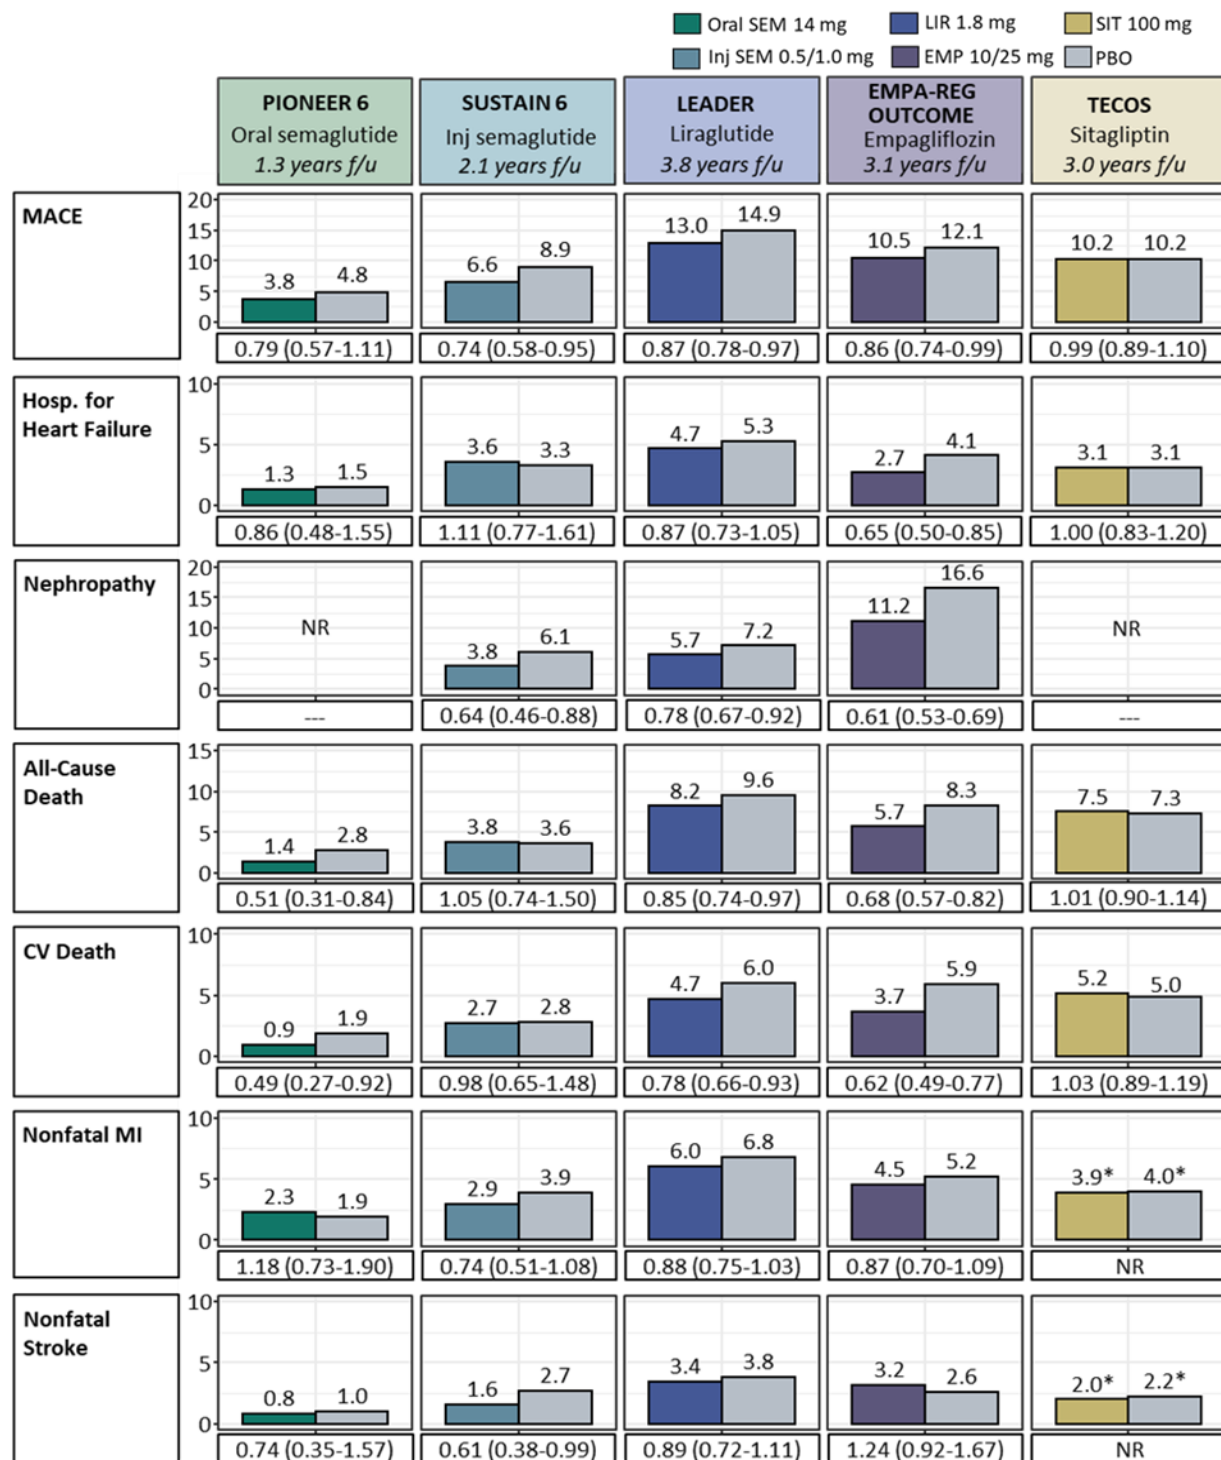 Oral SEM 14 mg LIR 1.8 mg SIT 100 mg
Inj SEM 0.5/1.0 mg EMP 10/25 mg PBO
PIONEER 6
Oral semaglutide
1.3 years f/u
SUSTAIN 6
Inj semaglutide
2.1 years f/u
LEADER
Liraglutide
3.8 years f/u
EMPA-REG
OUTCOME
Empagliflozin
3.1 years f/u
TECOS
Sitagliptin
3.0 years f/u
MACE
20
15
10
5
0
3.8 4.8
6.6 8.9
13.0 14.9
10.5 12.1
10.2 10.2
0.79 (0.57-1.11) 0.74 (0.58-0.95) 0.87 (0.78-0.97) 0.86 (0.74-0.99) 0.99 (0.89-1.10)
Hosp. for
Heart Failure
10
5
0
1.3 1.5
3.6 3.3
4.7 5.3
2.7 4.1
3.1 3.1
0.86 (0.48-1.55) 1.11 (0.77-1.61) 0.87 (0.73-1.05) 0.65 (0.50-0.85) 1.00 (0.83-1.20)
Nephropathy
20
15
10
5
0
NR
3.8 6.1
5.7 7.2
11.2 16.6
NR
--- 0.64 (0.46-0.88) 0.78 (0.67-0.92) 0.61 (0.53-0.69) ---
All-Cause
Death
15
10
5
0
1.4 2.8
3.8 3.6
8.2 9.6
5.7 8.3
7.5 7.3
0.51 (0.31-0.84) 1.05 (0.74-1.50) 0.85 (0.74-0.97) 0.68 (0.57-0.82) 1.01 (0.90-1.14)
CV Death
10
5
0
0.9 1.9
2.7 2.8
4.7 6.0
3.7 5.9
5.2 5.0
0.49 (0.27-0.92) 0.98 (0.65-1.48) 0.78 (0.66-0.93) 0.62 (0.49-0.77) 1.03 (0.89-1.19)
Nonfatal MI
10
5
0
2.3 1.9
2.9 3.9
6.0 6.8
4.5 5.2
3.9* 4.0*
1.18 (0.73-1.90) 0.74 (0.51-1.08) 0.88 (0.75-1.03) 0.87 (0.70-1.09) NR
Nonfatal
Stroke
10
5
0
0.8 1.0
1.6 2.7
3.4 3.8
3.2 2.6
2.0* 2.2*
0.74 (0.35-1.57) 0.61 (0.38-0.99) 0.89 (0.72-1.11) 1.24 (0.92-1.67) NR